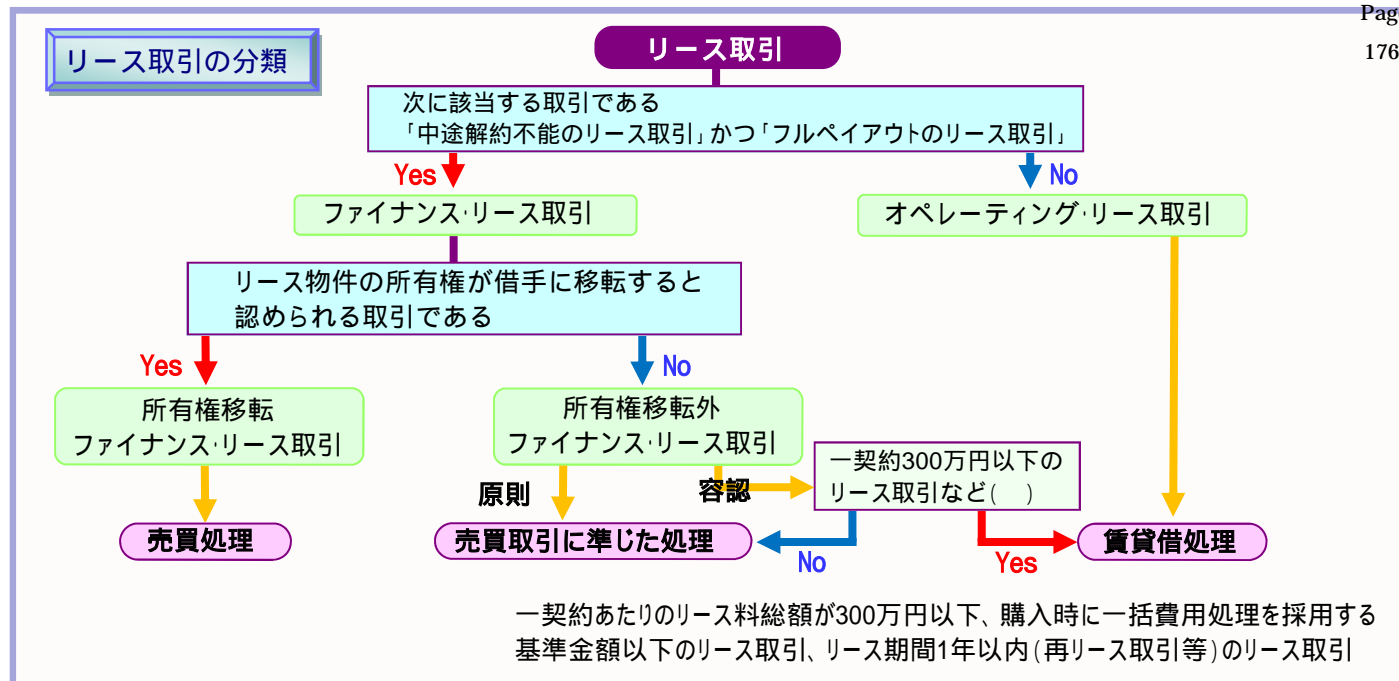 Pag
176
リース取引の分類
リース取引
次に該当する取引である
「中途解約不能のリース取引」かつ「フルペイアウトのリース取引」
Yes
No
ファイナンス・リース取引
オペレーティング・リース取引
リース物件の所有権が借手に移転すると
認められる取引である
Yes
No
所有権移転
ファイナンス・リース取引
所有権移転外
ファイナンス・リース取引
一契約300万円以下の
リース取引など(　)
原則
容認
売買処理
売買取引に準じた処理
賃貸借処理
No
Yes
一契約あたりのリース料総額が300万円以下、購入時に一括費用処理を採用する
基準金額以下のリース取引、リース期間1年以内(再リース取引等)のリース取引